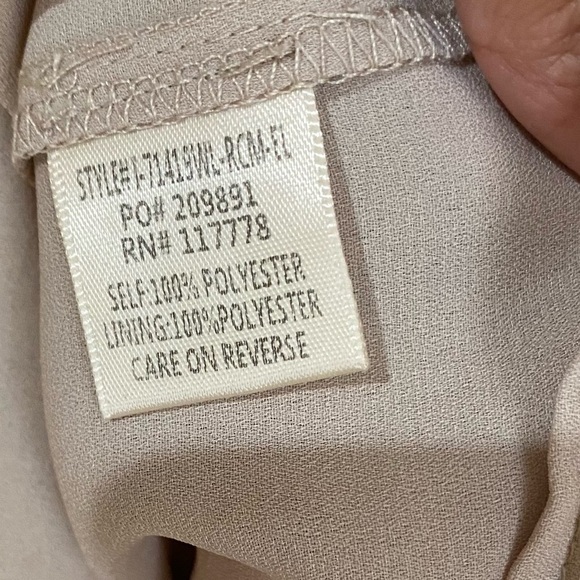 STYLE#:I-71419WL-RCM-EL
PO# 209891
RN# 117778
SELF:100% POLYESTER
LINING:100%POLYESTER
CARE ON REVERSE